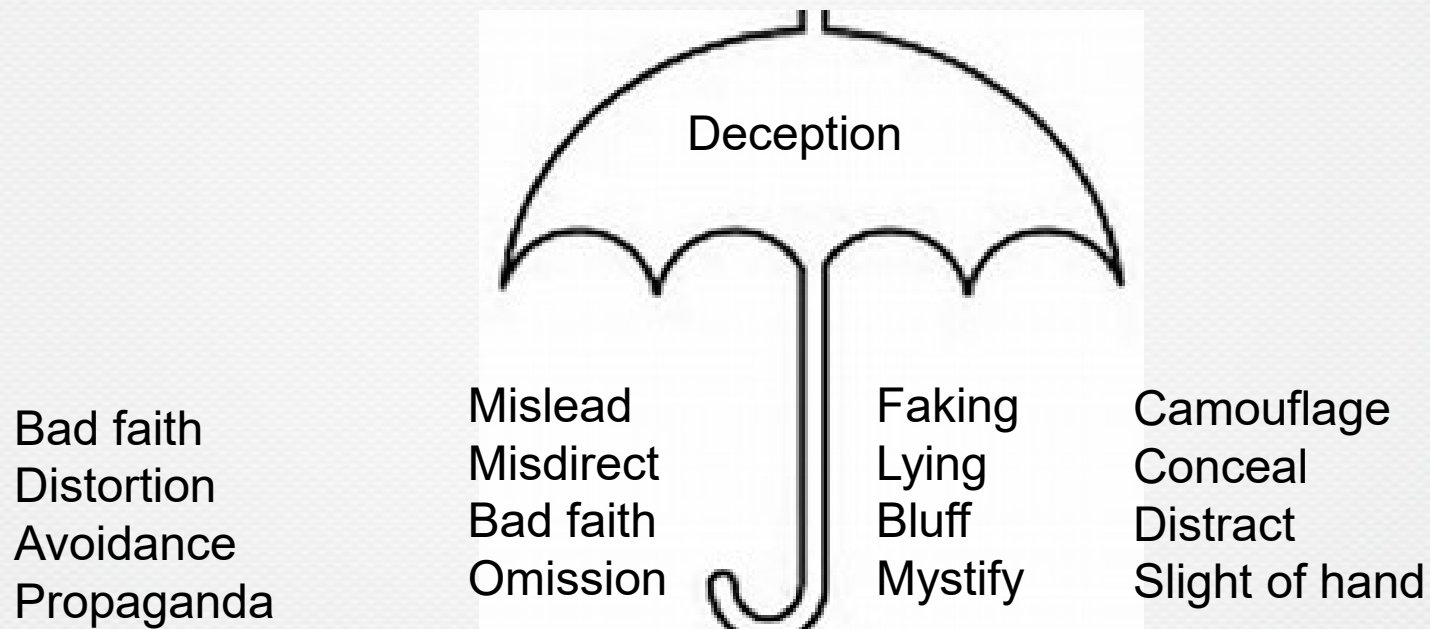 Deception
Bad faith
Distortion
Avoidance
Propaganda
Mislead
Misdirect
Bad faith
Omission
Faking
Lying
Bluff
Mystify
Camouflage
Conceal
Distract
Slight of hand